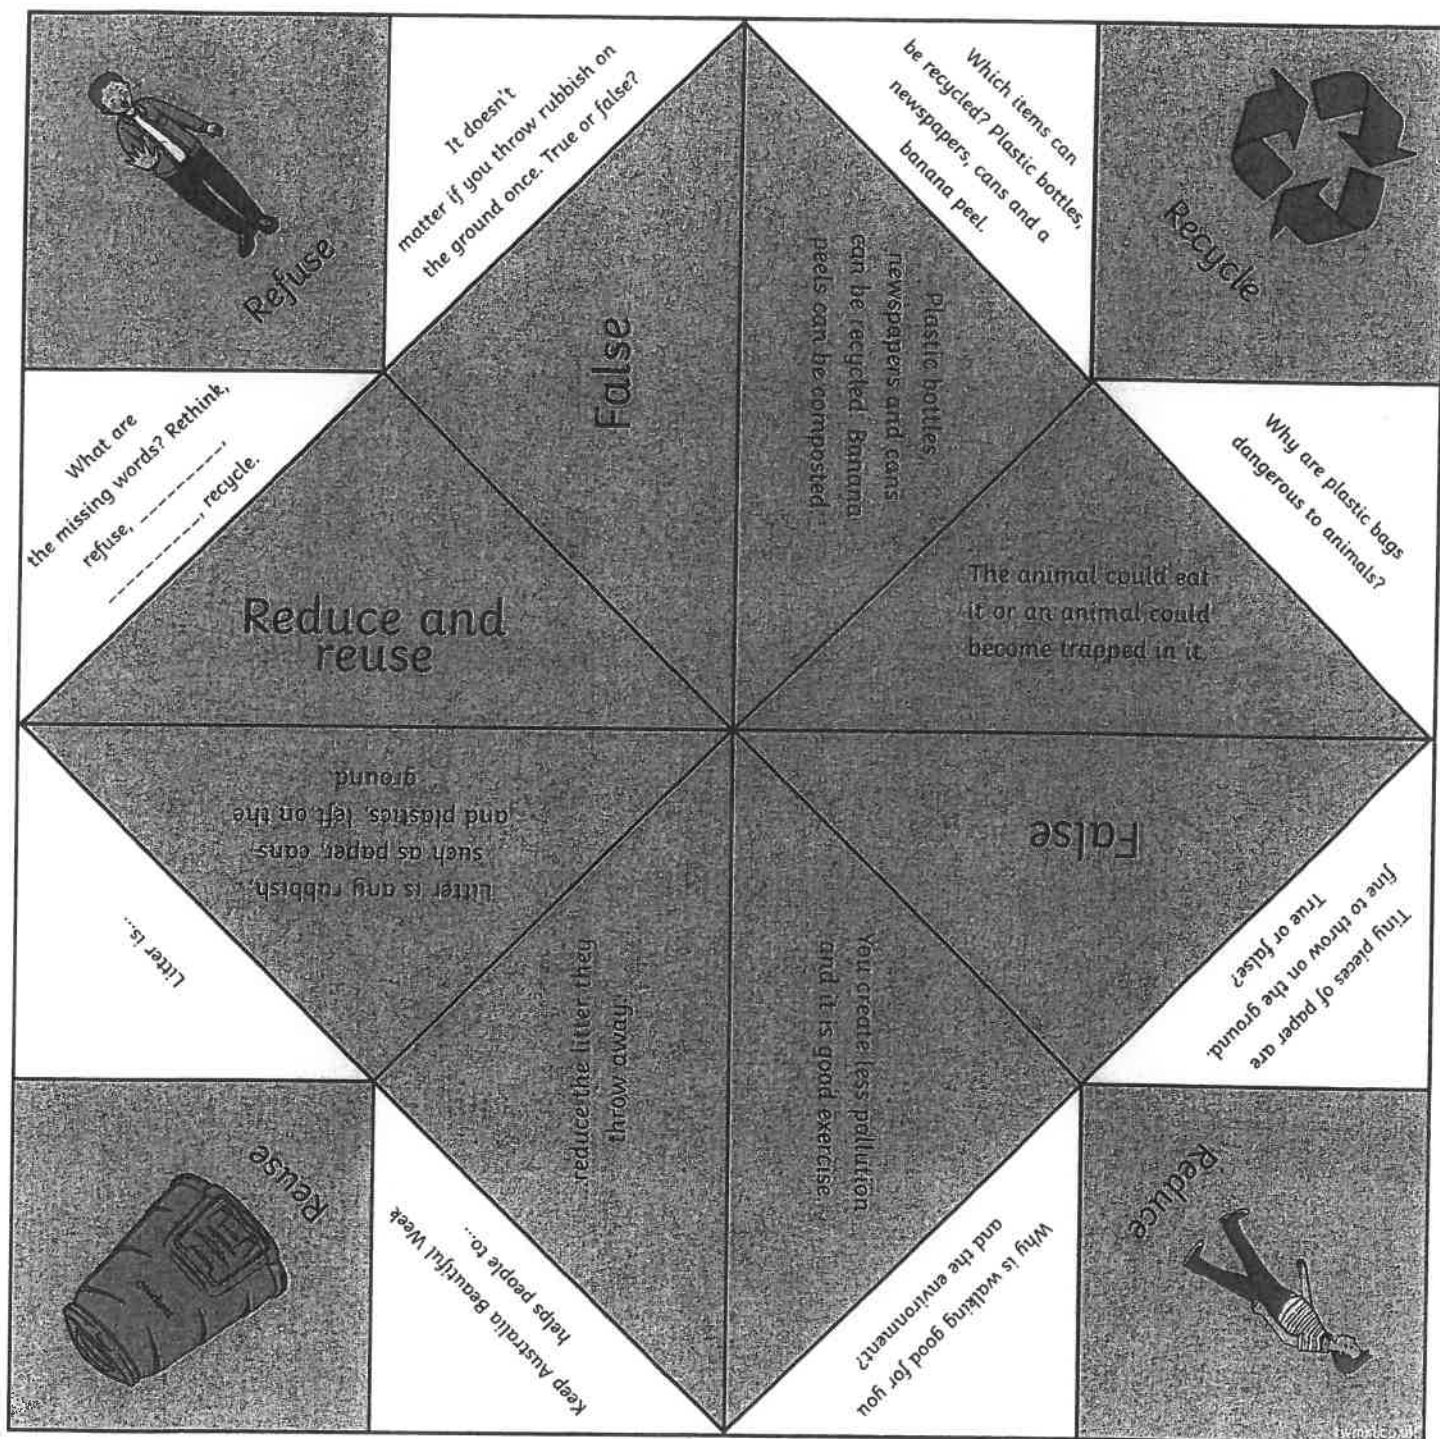 Refuse
It doesn't
matter if you throw rubbish on
the ground once. True or false?
Which items can
be recycled? Plastic bottles,
newspapers, cans and a
banana peel.
Recycle
False
Plastic bottles,
newspapers and cans
can be recycled. Banana
peels can be composted
What are
the missing words? Rethink,
refuse, __________,
__________, recycle.
Reduce and
reuse
The animal could eat
it or an animal could
become trapped in it.
Why are plastic bags
dangerous to animals?
Litter is...
Litter is any rubbish,
such as paper, cans
and plastics, left on the
ground
False
Tiny pieces of paper are
fine to throw on the ground.
True or false?
Reuse
Keep Australia Beautiful Week
helps people to...
...reduce the litter they
throw away.
You create less pollution
and it is good exercise
Why is walking good for you
and the environment?
Reduce